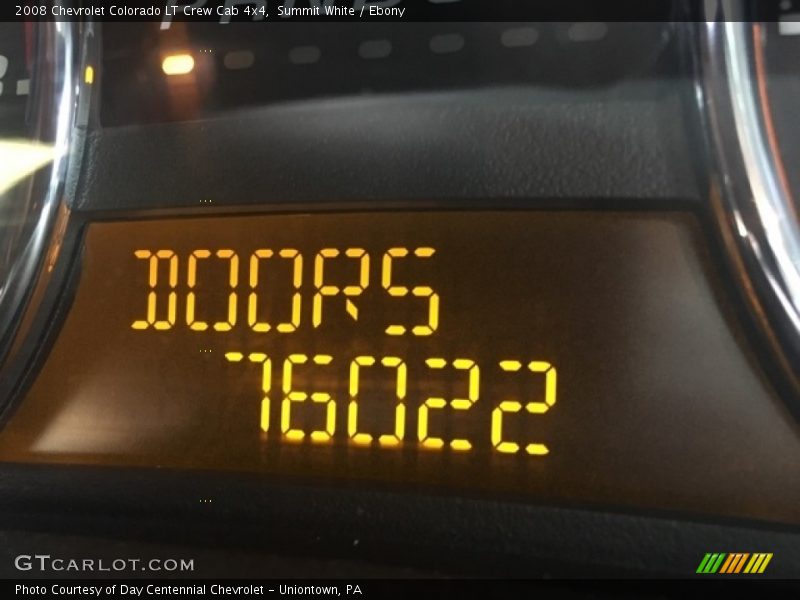 2008 Chevrolet Colorado LT Crew Cab 4x4, Summit White / Ebony
DOORS
76022
GTCARLOT.COM
Photo Courtesy of Day Centennial Chevrolet - Uniontown, PA